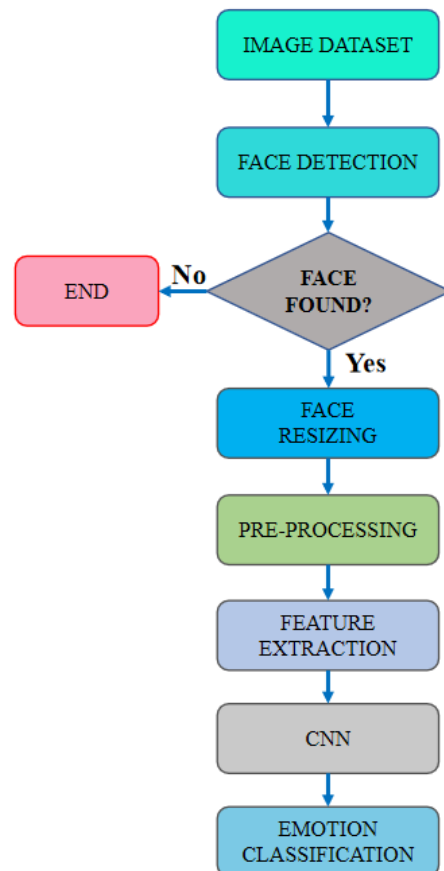 IMAGE DATASET
FACE DETECTION
No
END
FACE
FOUND?
Yes
FACE
RESIZING
PRE-PROCESSING
FEATURE
EXTRACTION
CNN
EMOTION
CLASSIFICATION